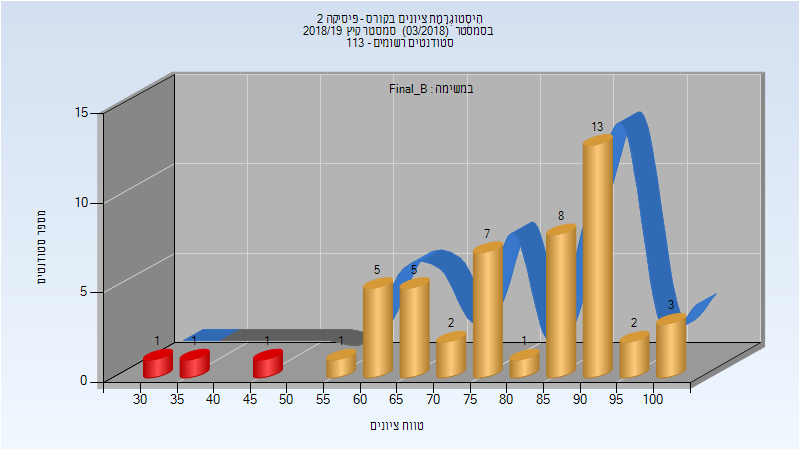 היסטוגרמת ציונים בקורס - פיסיקה 2
בסמסטר (03/2018) סמסטר קיץ 2018/19
סטודנטים רשומים - 113
במשימה : Final_B
מספר סטודנטים
15
10
5
0
1
1
1
1
5
5
2
7
1
8
13
2
3
30 35 40 45 50 55 60 65 70 75 80 85 90 95 100
טווח ציונים